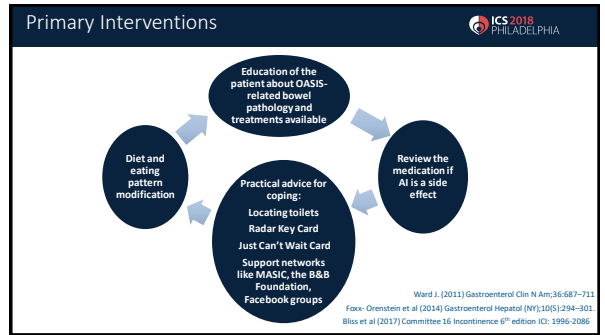 Primary Interventions
ICS 2018
PHILADELPHIA
Education of the
patient about OASIS-
related bowel
pathology and
treatments available
Review the
medication if
AI is a side
effect
Practical advice for
coping:
Locating toilets
Radar Key Card
Just Can't Wait Card
Support networks
like MASIC, the B&B
Foundation,
Facebook groups
Diet and
eating
pattern
modification
Ward J. (2011) Gastroenterol Clin N Am;36:687–711
Foxx- Orenstein et al (2014) Gastroenterol Hepatol (NY);10(5):294–301.
Bliss et al (2017) Committee 16 Incontinence 6th edition ICI: 1996-2086